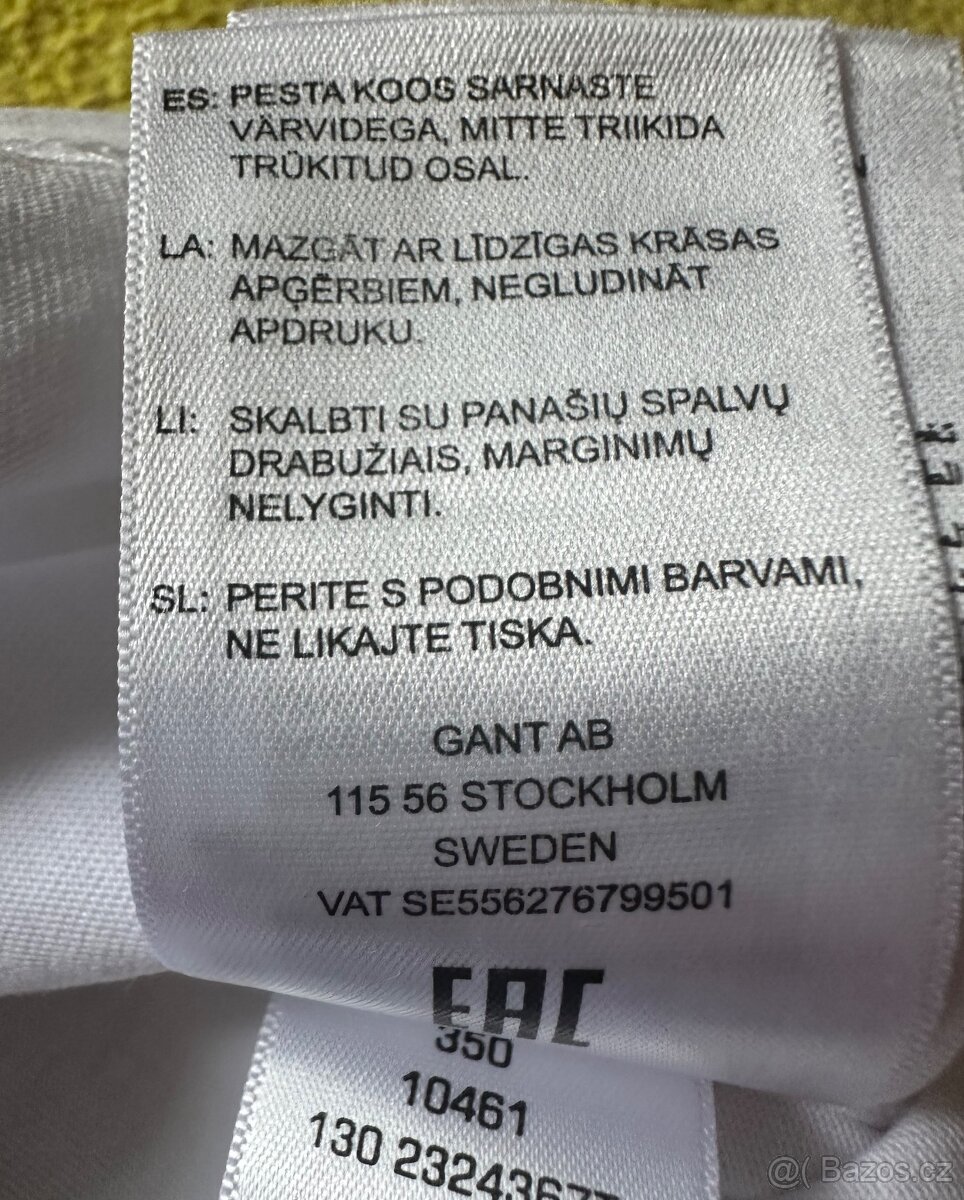 ES: PESTA KOOS SARNASTE
VÄRVIDEGA, MITTE TRIIKIDA
TRÜKITUD OSAL.
LA: MAZGĀT AR LĪDZĪGAS KRĀSAS
APĢĒRBIEM, NEGLUDINĀT
APDRUKU.
LI: SKALBTI SU PANAŠIŲ SPALVŲ
DRABUŽIAIS, MARGINIMŲ
NELYGINTI.
SL: PERITE S PODOBNIMI BARVAMI,
NE LIKAJTE TISKA.
GANT AB
115 56 STOCKHOLM
SWEDEN
VAT SE556276799501
EAC
350
10461
130
@( Bazos.cz